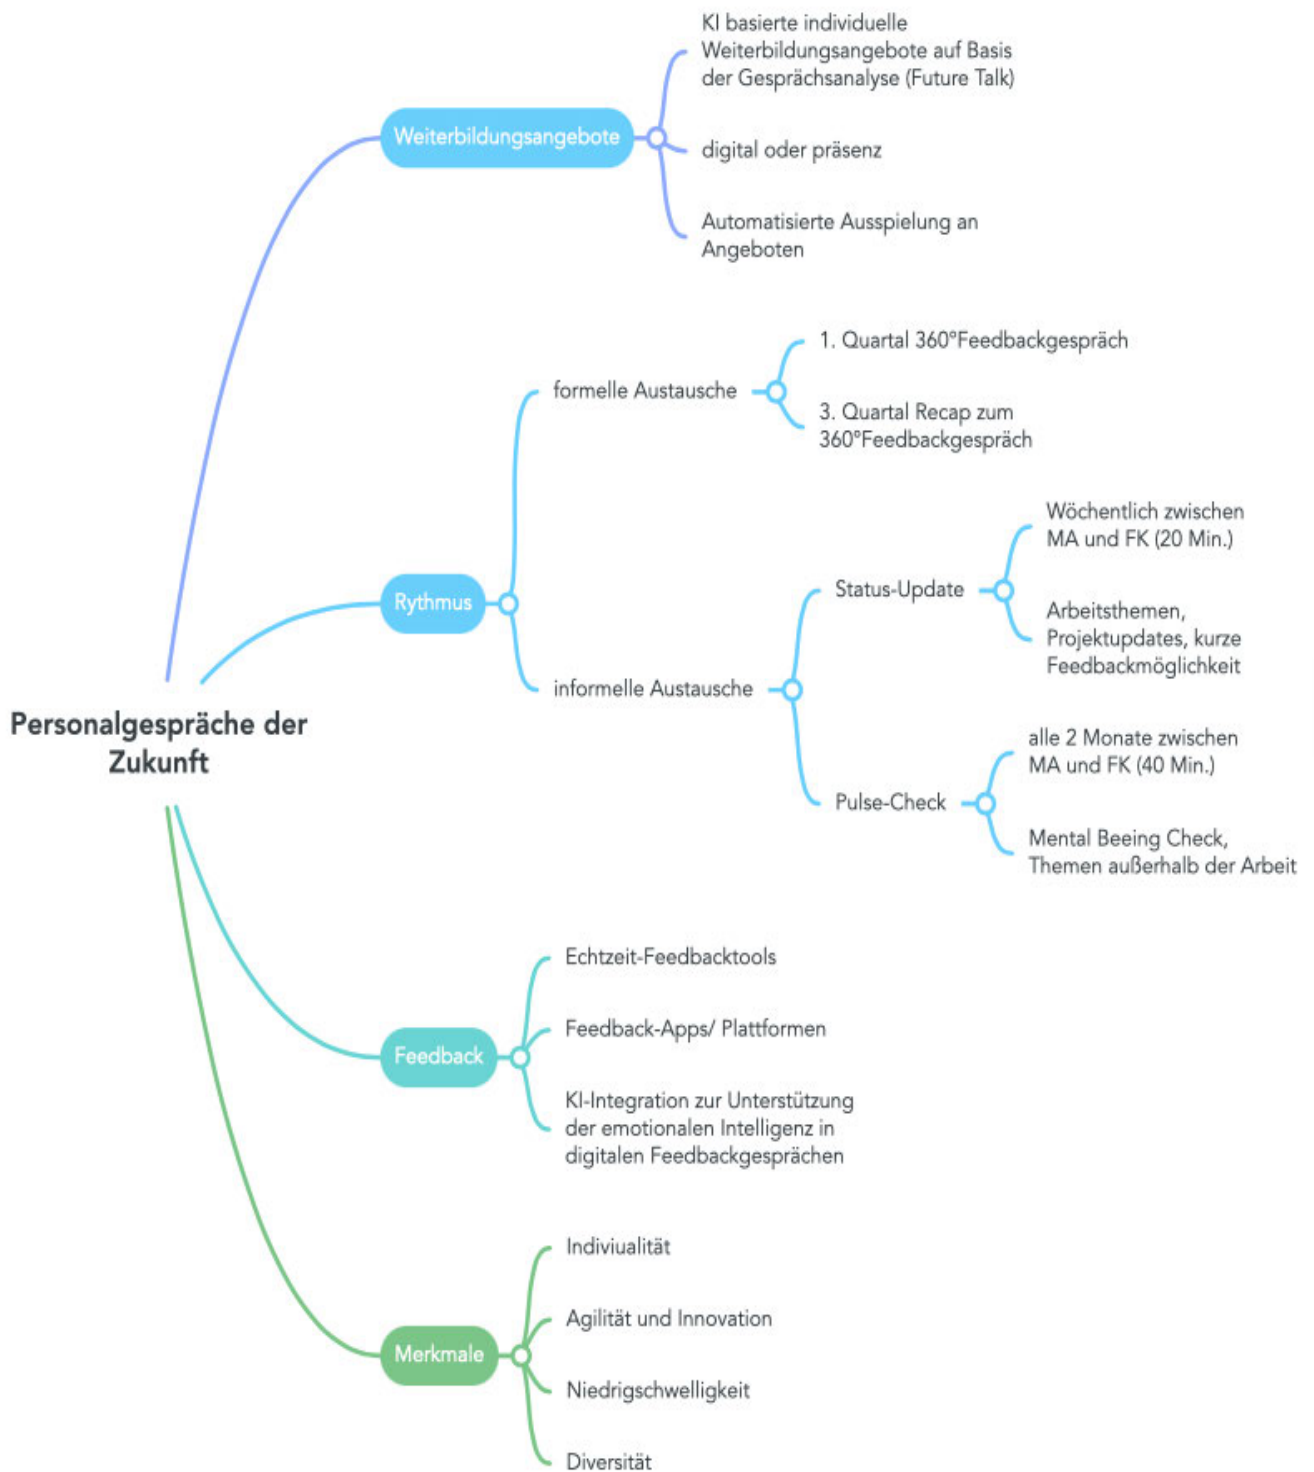 KI basierte individuelle
Weiterbildungsangebote auf Basis
der Gesprächsanalyse (Future Talk)
Weiterbildungsangebote
digital oder präsenz
Automatisierte Ausspielung an
Angeboten
1. Quartal 360°Feedbackgespräch
formelle Austausche
3. Quartal Recap zum
360°Feedbackgespräch
Wöchentlich zwischen
MA und FK (20 Min.)
Status-Update
Rythmus
Arbeitsthemen,
Projektupdates, kurze
Feedbackmöglichkeit
informelle Austausche
Personalgespräche der
Zukunft
alle 2 Monate zwischen
MA und FK (40 Min.)
Pulse-Check
Mental Beeing Check,
Themen außerhalb der Arbeit
Echtzeit-Feedbacktools
Feedback-Apps/ Plattformen
Feedback
KI-Integration zur Unterstützung
der emotionalen Intelligenz in
digitalen Feedbackgesprächen
Indiviualität
Agilität und Innovation
Merkmale
Niedrigschwelligkeit
Diversität